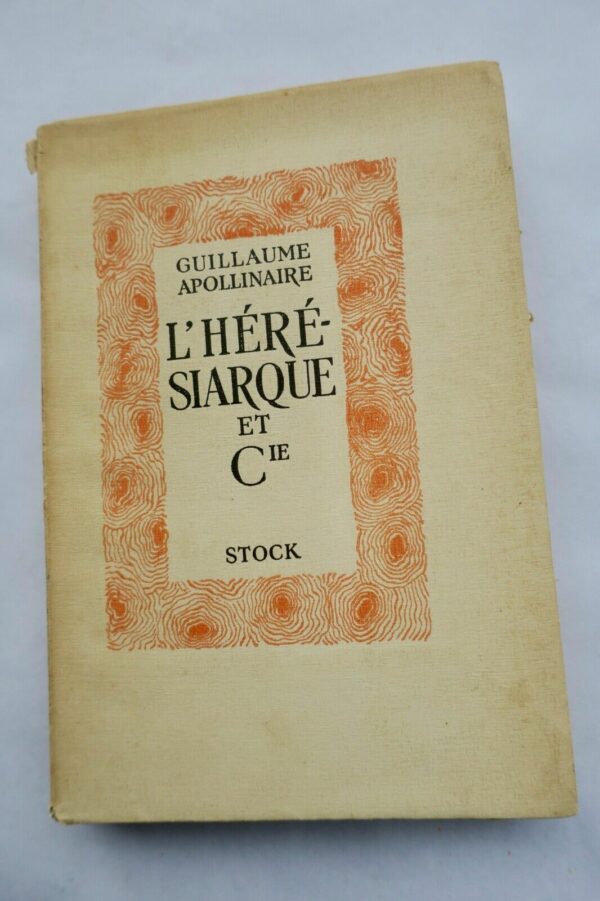 GUILLAUME
APOLLINAIRE
L'HÉRÉ-
SIARQUE
ET
CIE
STOCK